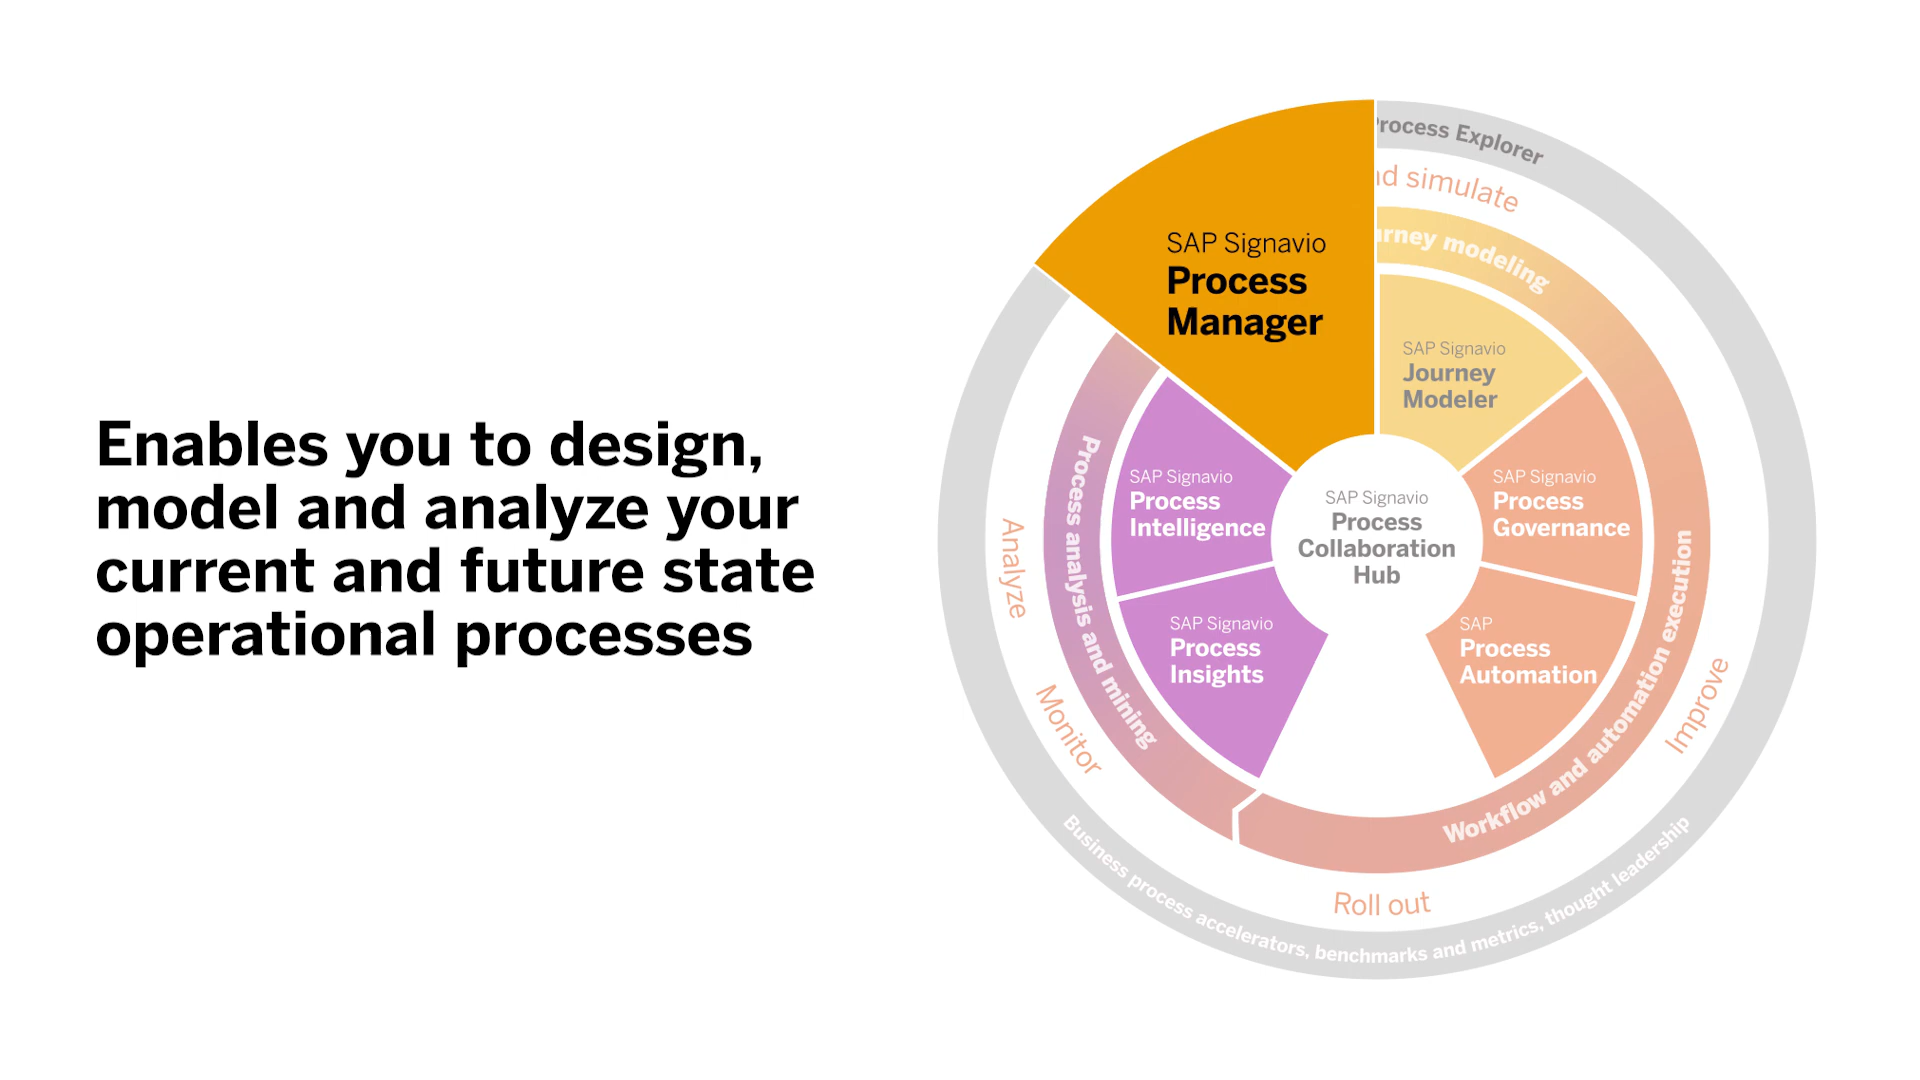 Enables you to design,
model and analyze your
current and future state
operational processes
Process Explorer
simulate
modeling
SAP Signavio
Process
Manager
SAP Signavio
Journey
Modeler
SAP Signavio
Process
Intelligence
SAP Signavio
Process
Governance
SAP Signavio
Process
Collaboration
Hub
SAP Signavio
Process
Insights
SAP
Process
Automation
Process analysis and mining
Workflow and automation execution
Analyze
Monitor
Improve
Roll out
Business process accelerators, benchmarks and metrics, thought leadership